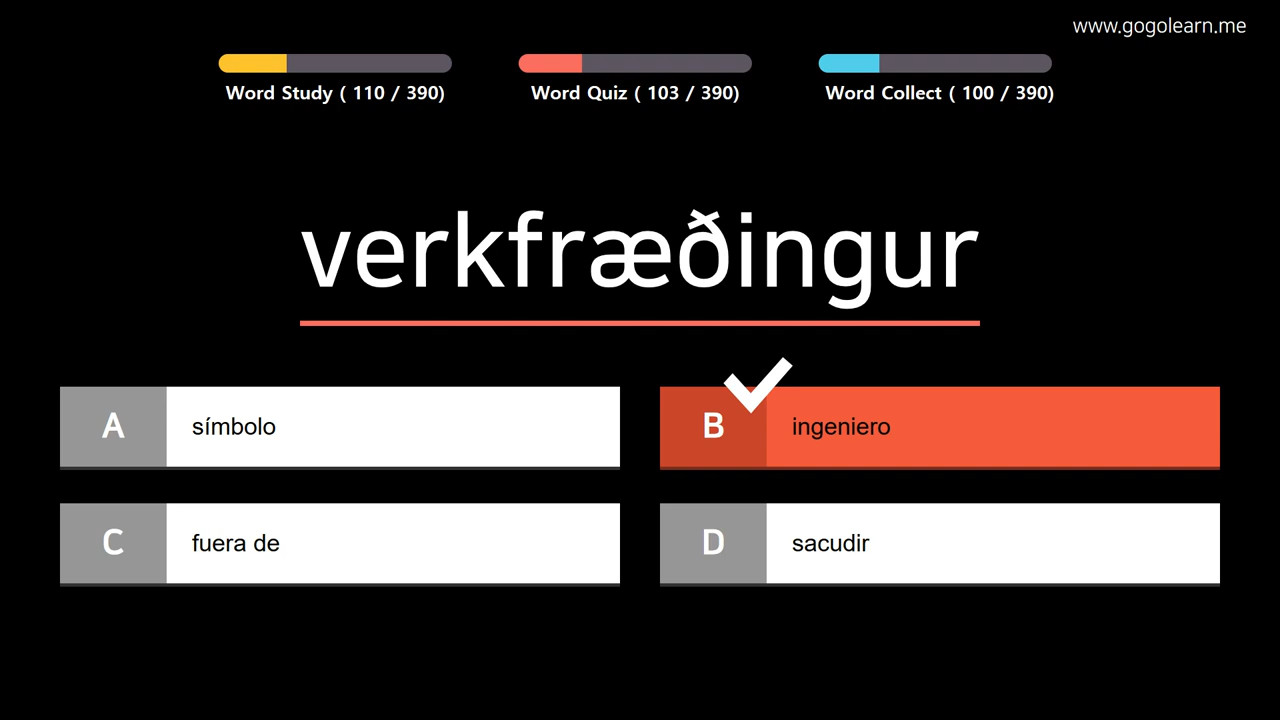 www.gogolearn.me
Word Study ( 110 / 390)
Word Quiz ( 103 / 390)
Word Collect ( 100 / 390)
verkfræðingur
A símbolo
B ingeniero
C fuera de
D sacudir